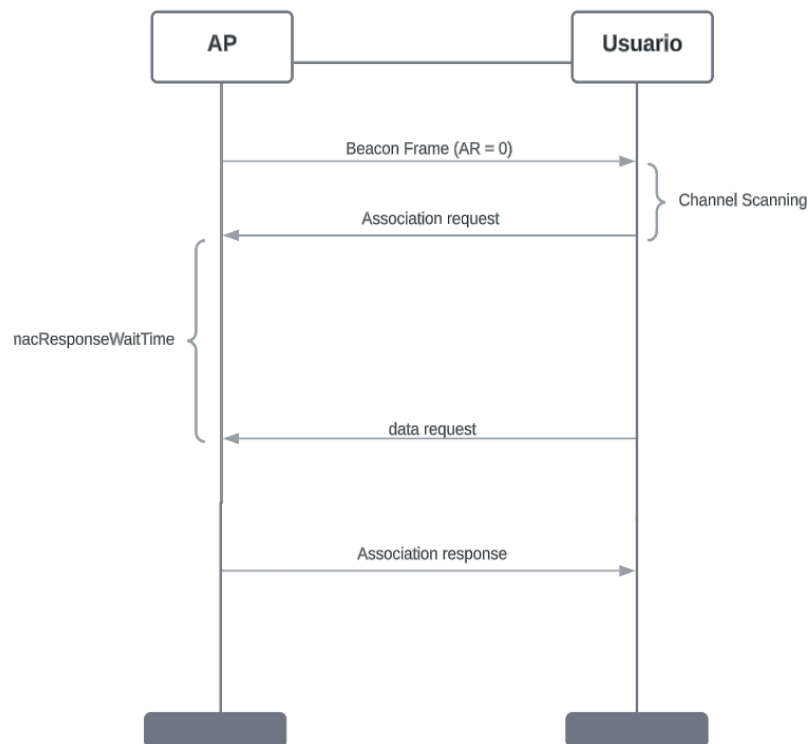 AP
Usuario
Beacon Frame (AR = 0)
Channel Scanning
Association request
nacResponseWaitTime
data request
Association response